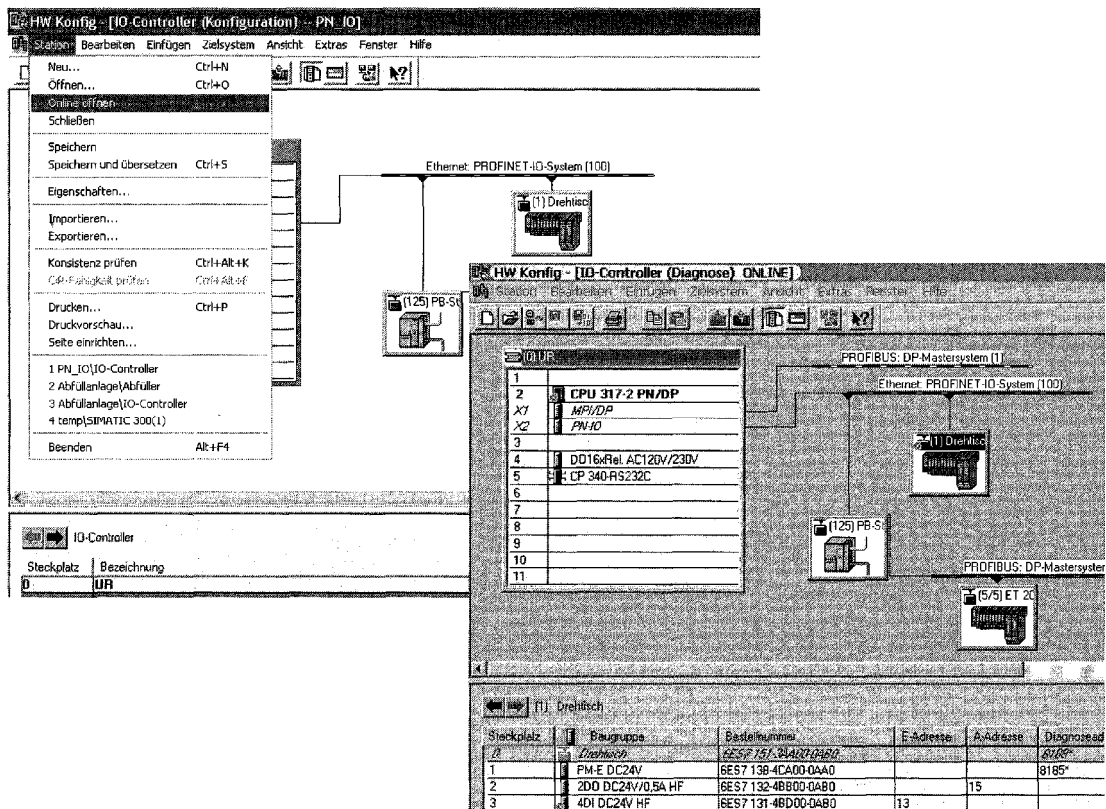 HW Konfig - [IO-Controller (Konfiguration) -- PN_IO]
Station Bearbeiten Einfügen Zielsystem Ansicht Extras Fenster Hilfe
Neu... Ctrl+N
Öffnen... Ctrl+O
Online öffnen
Schließen
Speichern
Speichern und übersetzen Ctrl+S
Eigenschaften...
Importieren...
Exportieren...
Konsistenz prüfen Ctrl+Alt+K
CiR-Fähigkeit prüfen Ctrl+Alt+F
Drucken... Ctrl+P
Druckvorschau...
Seite einrichten...
1 PN_IO\IO-Controller
2 Abfüllanlage\Abfüller
3 Abfüllanlage\IO-Controller
4 temp\SIMATIC 300(1)
Beenden Alt+F4
Ethernet: PROFINET-IO-System (100)
(1) Drehtisc
(125) PB-St
IO-Controller
Steckplatz Bezeichnung
0 UR
HW Konfig - [IO-Controller (Diagnose) ONLINE]
Station Bearbeiten Einfügen Zielsystem Ansicht Extras Fenster Hilfe
(0) UR
1
2 CPU 317-2 PN/DP
X1 MPI/DP
X2 PN-IO
3
4 DO16xRel. AC120V/230V
5 CP 340-RS232C
6
7
8
9
10
11
PROFIBUS: DP-Mastersystem (1)
Ethernet: PROFINET-IO-System (100)
(1) Drehtisc
(125) PB-St
PROFIBUS: DP-Mastersystem
(5/5) ET 20
(1) Drehtisch
Steckplatz Baugruppe Bestellnummer E-Adresse A-Adresse Diagnosead
0 Drehtisch 6ES7 151-3AA00-0AB0 8189*
1 PM-E DC24V 6ES7 138-4CA00-0AA0 8185*
2 2DO DC24V/0,5A HF 6ES7 132-4BB00-0AB0 15
3 4DI DC24V HF 6ES7 131-4BD00-0AB0 13